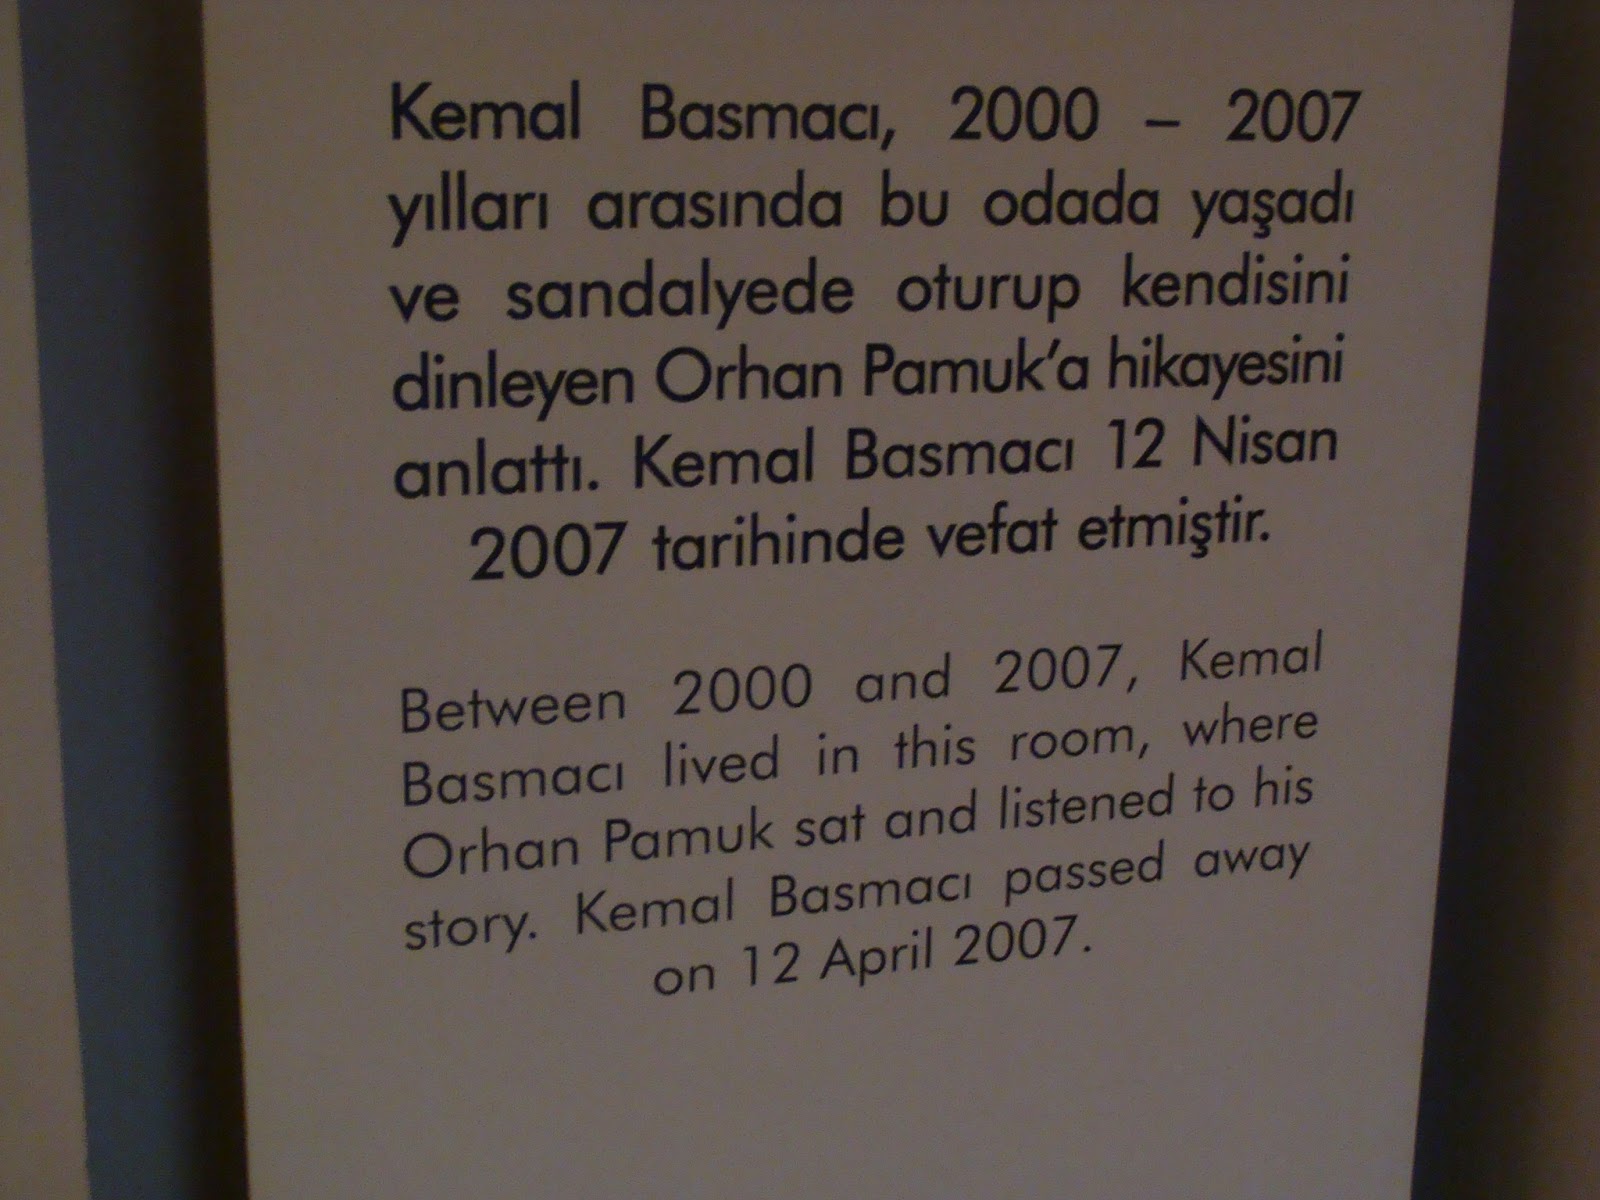 Kemal Basmacı, 2000 – 2007
yılları arasında bu odada yaşadı
ve sandalyede oturup kendisini
dinleyen Orhan Pamuk’a hikayesini
anlattı. Kemal Basmacı 12 Nisan
2007 tarihinde vefat etmiştir.
Between 2000 and 2007, Kemal
Basmacı lived in this room, where
Orhan Pamuk sat and listened to his
story. Kemal Basmacı passed away
on 12 April 2007.